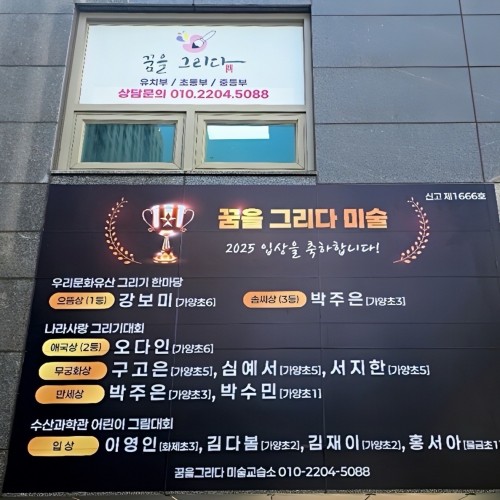 꿈을 그리다
유치부 / 초등부 / 중등부
상담문의 010.2204.5088
신고 제1666호
꿈을 그리다 미술
2025 입상을 축하합니다!
우리문화유산 그리기 한마당
으뜸상 (1등) 강보미 [가양초6] 솜씨상 (3등) 박주은 [가양초3]
나라사랑 그리기대회
애국상 (2등) 오다인 [가양초6]
무궁화상 구고은 [가양초5], 심예서 [가양초5], 서지한 [가양초5]
만세상 박주은 [가양초3], 박수민 [가양초1]
수산과학관 어린이 그림대회
입상 이영인 [화제초3], 김다봄 [가양초2], 김재이 [가양초2], 홍서아 [물금초1]
꿈을그리다 미술교습소 010-2204-5088